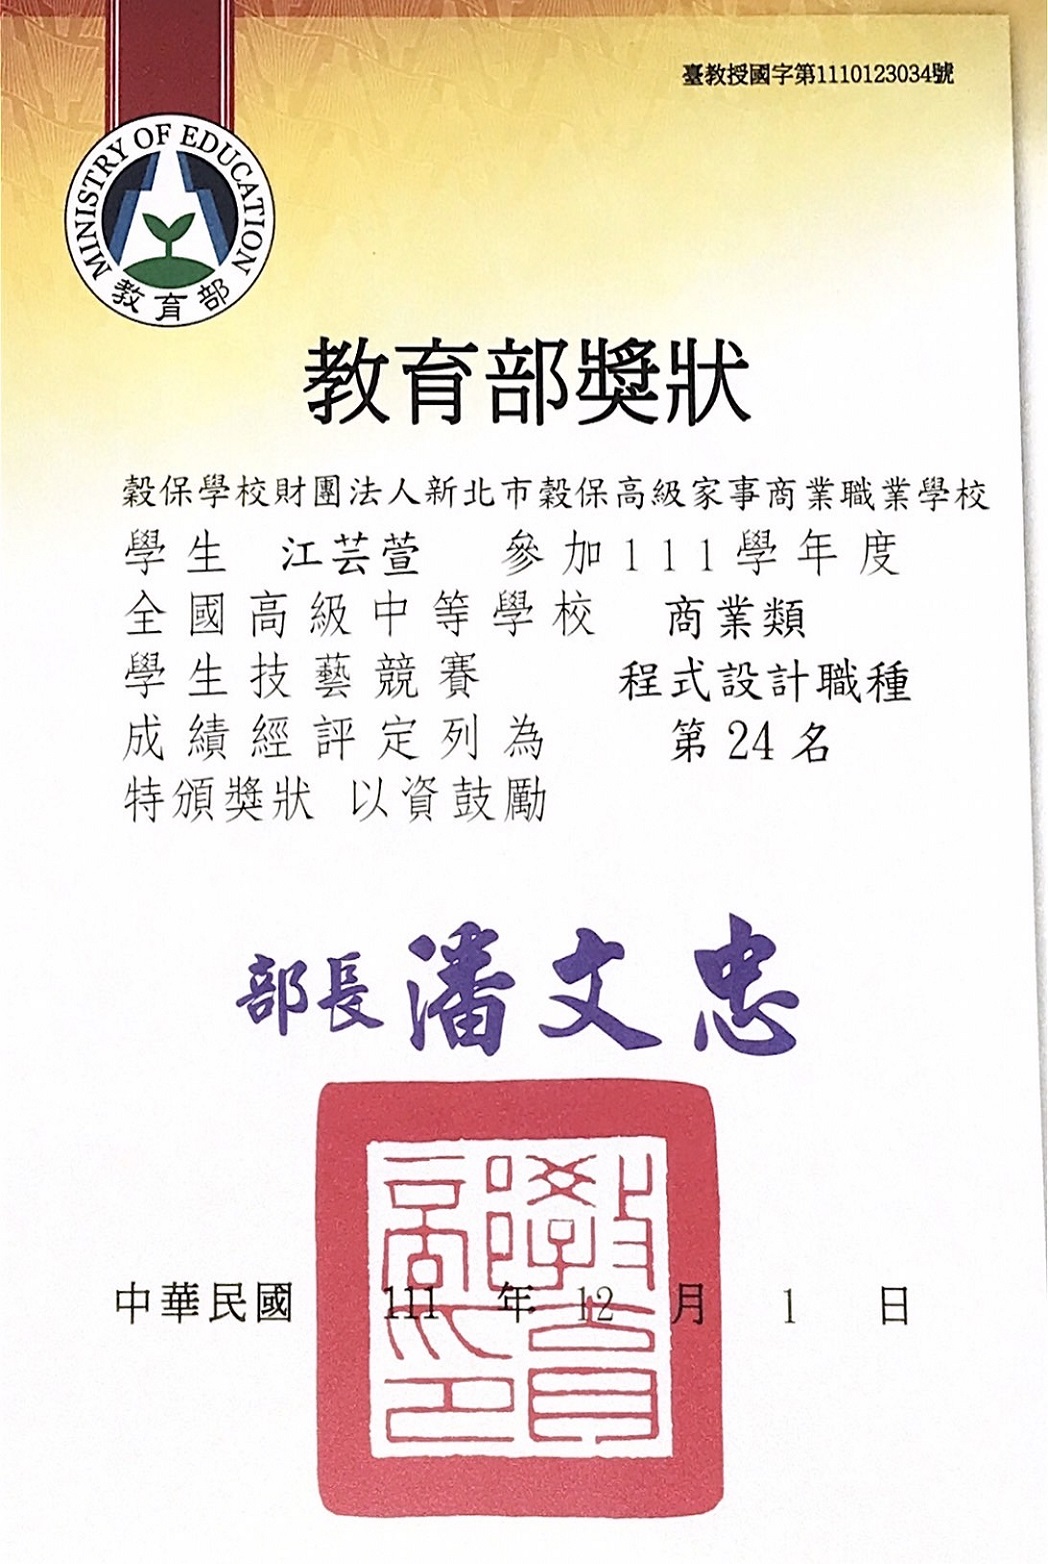 臺教授國字第1110123034號
MINISTRY OF EDUCATION
教育部
教育部獎狀
穀保學校財團法人新北市穀保高級家事商業職業學校
學生 江芸萱 參加111學年度
全國高級中等學校 商業類
學生技藝競賽 程式設計職種
成績經評定列為 第24名
特頒獎狀 以資鼓勵
部長潘文忠
教育部印
中華民國 111 年 12 月 1 日